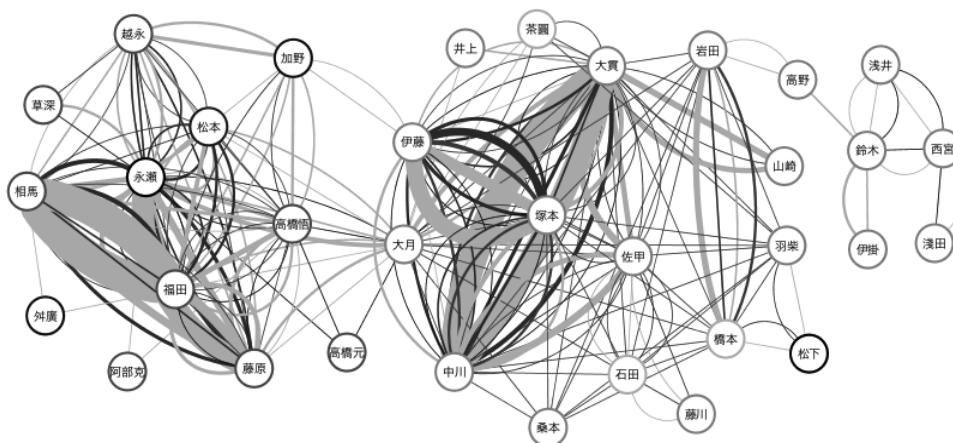 越永
茶圓
加野
井上
大貫
岩田
高野
浅井
草深
松本
伊藤
鈴木
西宮
相馬
永瀬
山崎
高橋悟
塚本
大月
佐甲
羽柴
伊掛
淺田
福田
舛廣
高橋元
橋本
松下
阿部克
藤原
中川
石田
桑本
藤川